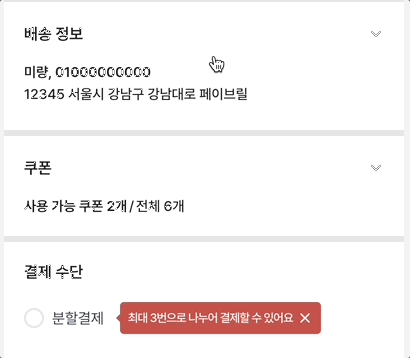 배송 정보
미량, 01000000000
12345 서울시 강남구 강남대로 페이브릴
쿠폰
사용 가능 쿠폰 2개 / 전체 6개
결제 수단
분할결제
최대 3번으로 나누어 결제할 수 있어요